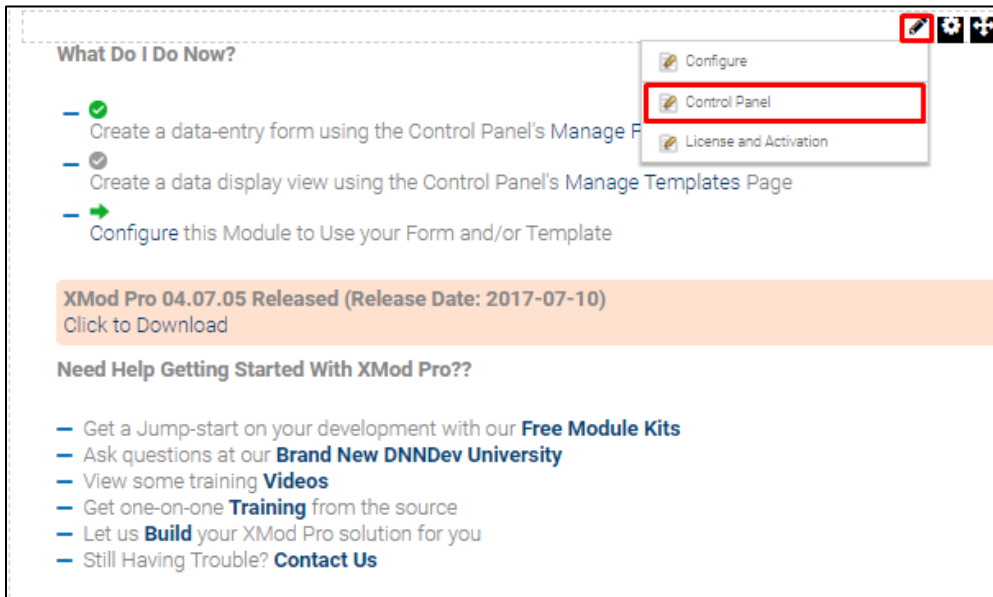 What Do I Do Now?
Configure
Control Panel
License and Activation
Create a data-entry form using the Control Panel's Manage F
Create a data display view using the Control Panel's Manage Templates Page
Configure this Module to Use your Form and/or Template
XMod Pro 04.07.05 Released (Release Date: 2017-07-10)
Click to Download
Need Help Getting Started With XMod Pro??
Get a Jump-start on your development with our Free Module Kits
Ask questions at our Brand New DNNDev University
View some training Videos
Get one-on-one Training from the source
Let us Build your XMod Pro solution for you
Still Having Trouble? Contact Us